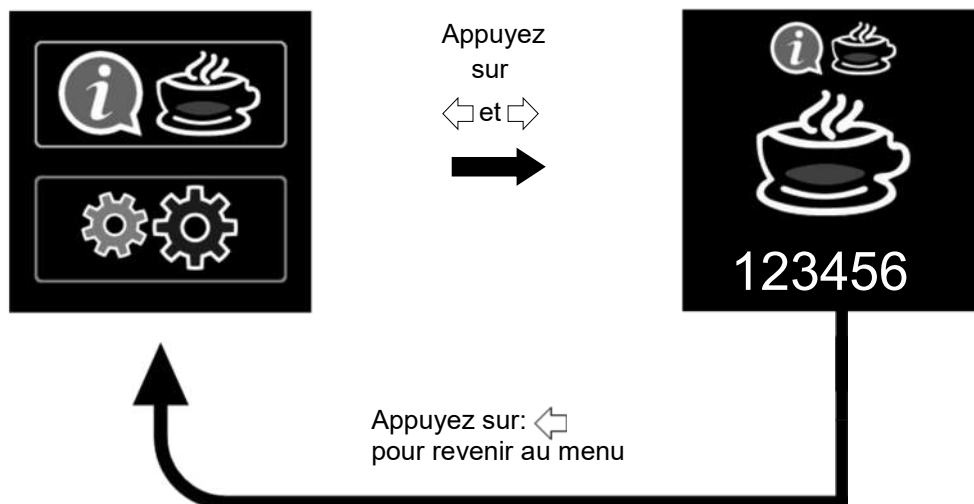 Appuyez
sur
⇦ et ⇨
123456
Appuyez sur: ⇦
pour revenir au menu